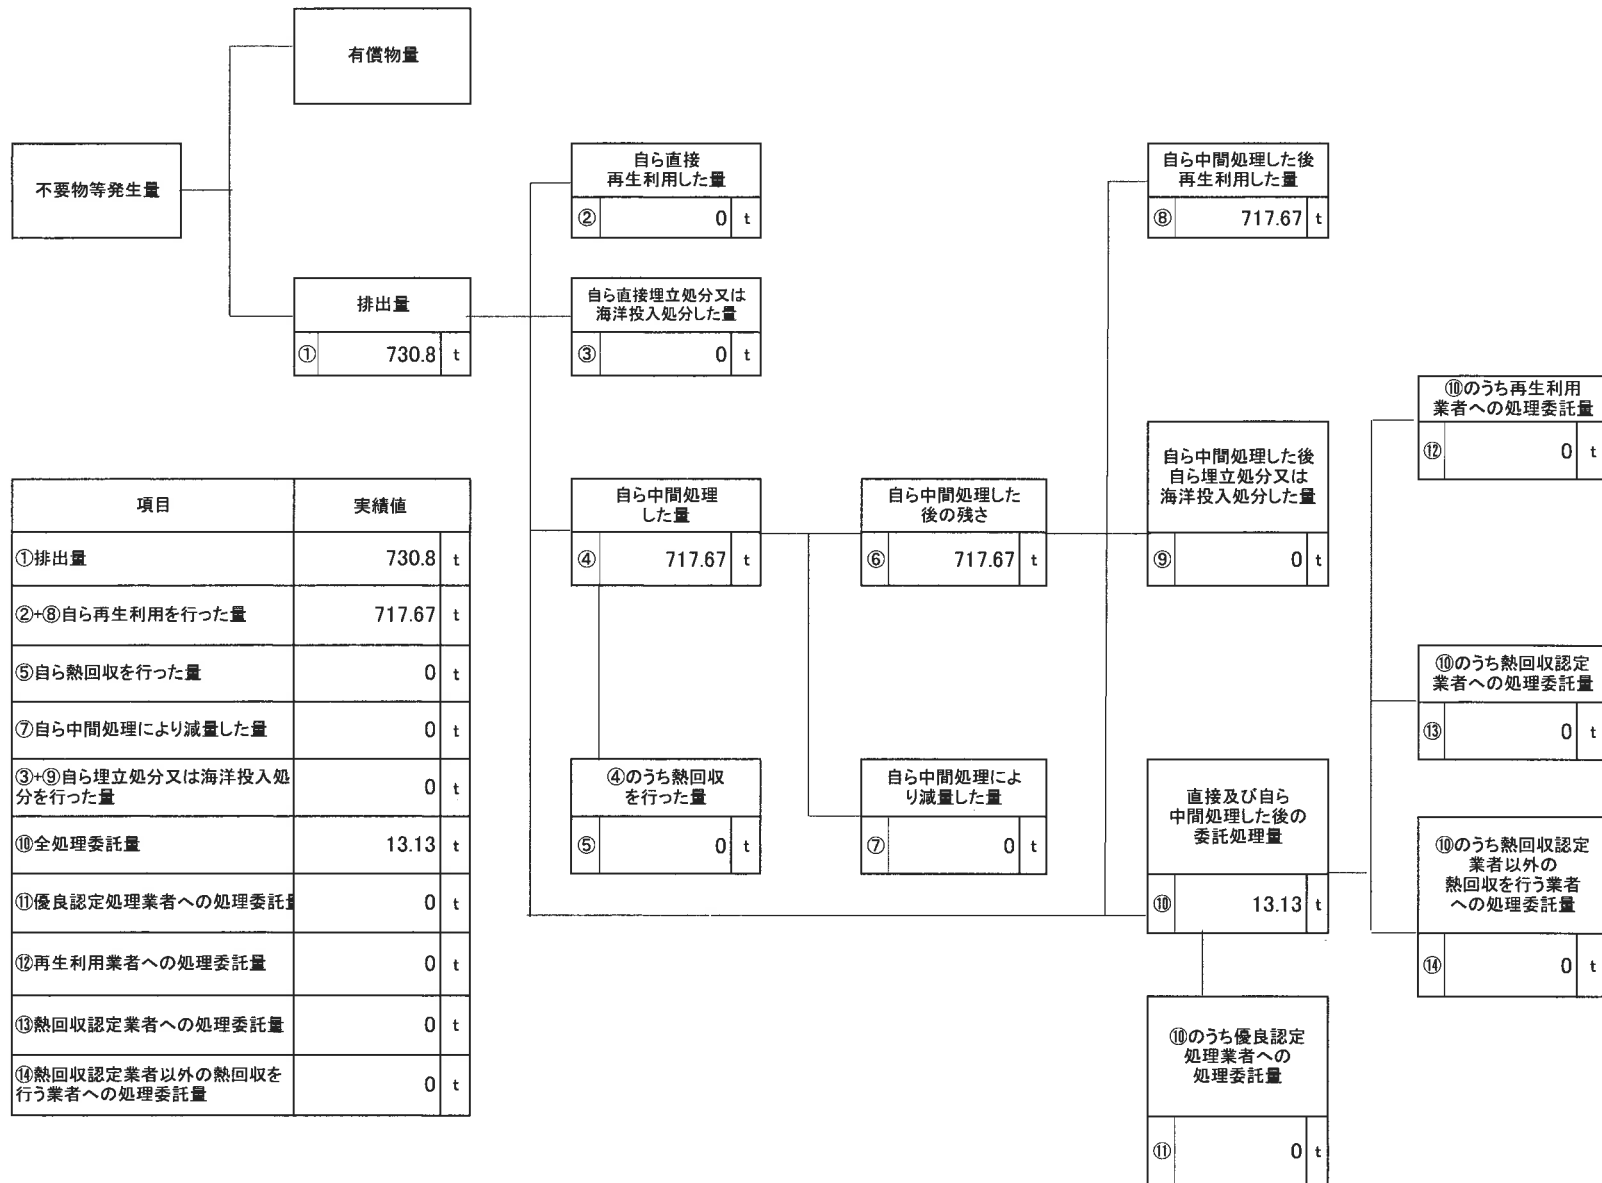 有償物量
不要物等発生量
排出量
① 730.8 t
自ら直接
再生利用した量
② 0 t
自ら直接埋立処分又は
海洋投入処分した量
③ 0 t
自ら中間処理した後
再生利用した量
⑧ 717.67 t
自ら中間処理
した量
④ 717.67 t
自ら中間処理した
後の残さ
⑥ 717.67 t
自ら中間処理した後
自ら埋立処分又は
海洋投入処分した量
⑨ 0 t
④のうち熱回収
を行った量
⑤ 0 t
自ら中間処理によ
り減量した量
⑦ 0 t
直接及び自ら
中間処理した後の
委託処理量
⑩ 13.13 t
⑩のうち優良認定
処理業者への
処理委託量
⑪ 0 t
⑩のうち再生利用
業者への処理委託量
⑫ 0 t
⑩のうち熱回収認定
業者への処理委託量
⑬ 0 t
⑩のうち熱回収認定
業者以外の
熱回収を行う業者
への処理委託量
⑭ 0 t
項目 実績値
①排出量 730.8 t
②+⑧自ら再生利用を行った量 717.67 t
⑤自ら熱回収を行った量 0 t
⑦自ら中間処理により減量した量 0 t
③+⑨自ら埋立処分又は海洋投入処
分を行った量 0 t
⑩全処理委託量 13.13 t
⑪優良認定処理業者への処理委託量 0 t
⑫再生利用業者への処理委託量 0 t
⑬熱回収認定業者への処理委託量 0 t
⑭熱回収認定業者以外の熱回収を
行う業者への処理委託量 0 t